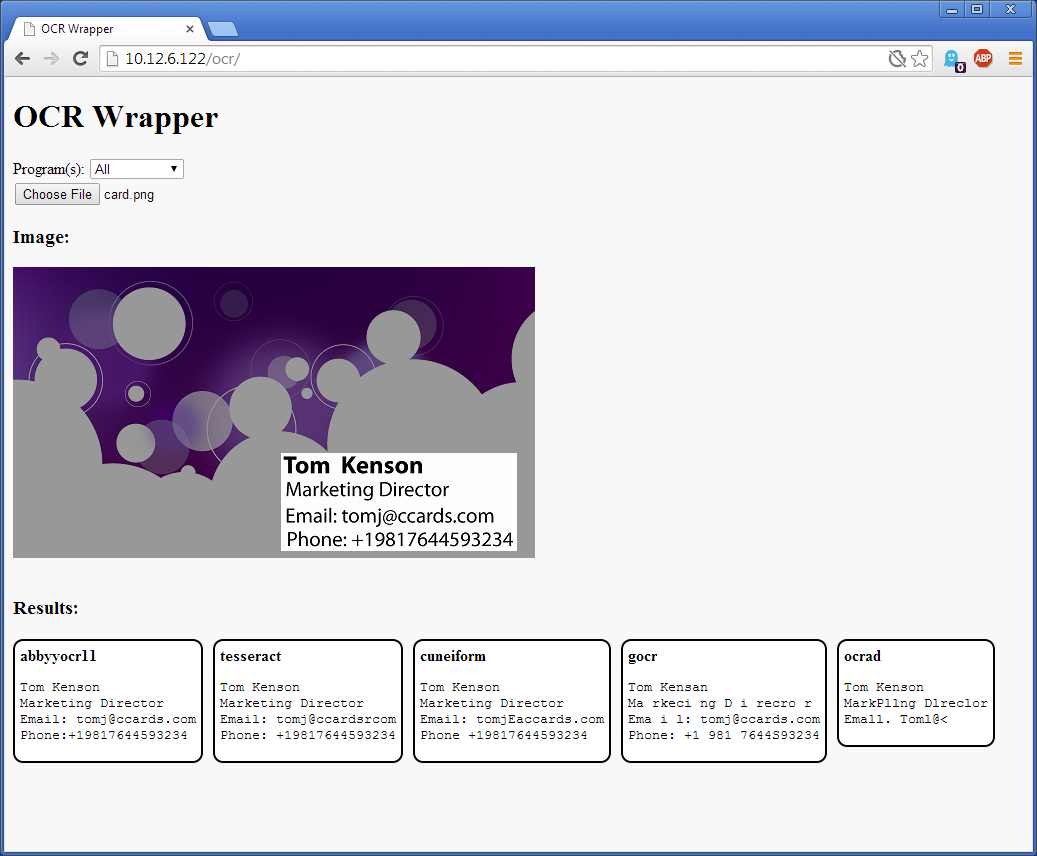 OCR Wrapper
10.12.6.122/ocr/
0
ABP
OCR Wrapper
Program(s): All
Choose File card.png
Image:
Tom Kenson
Marketing Director
Email: tomj@ccards.com
Phone: +19817644593234
Results:
abbyyocr11
Tom Kenson
Marketing Director
Email: tomj@ccards.com
Phone:+19817644593234
tesseract
Tom Kenson
Marketing Director
Email: tomj@ccardsrcom
Phone: +19817644593234
cuneiform
Tom Kenson
Marketing Director
Email: tomjEaccards.com
Phone +19817644593234
gocr
Tom Kensan
Ma rkeci ng D i recro r
Ema i l: tomj@ccards.com
Phone: +1 981 7644S93234
ocrad
Tom Kenson
MarkPllng Dlreclor
Emall. Toml@<